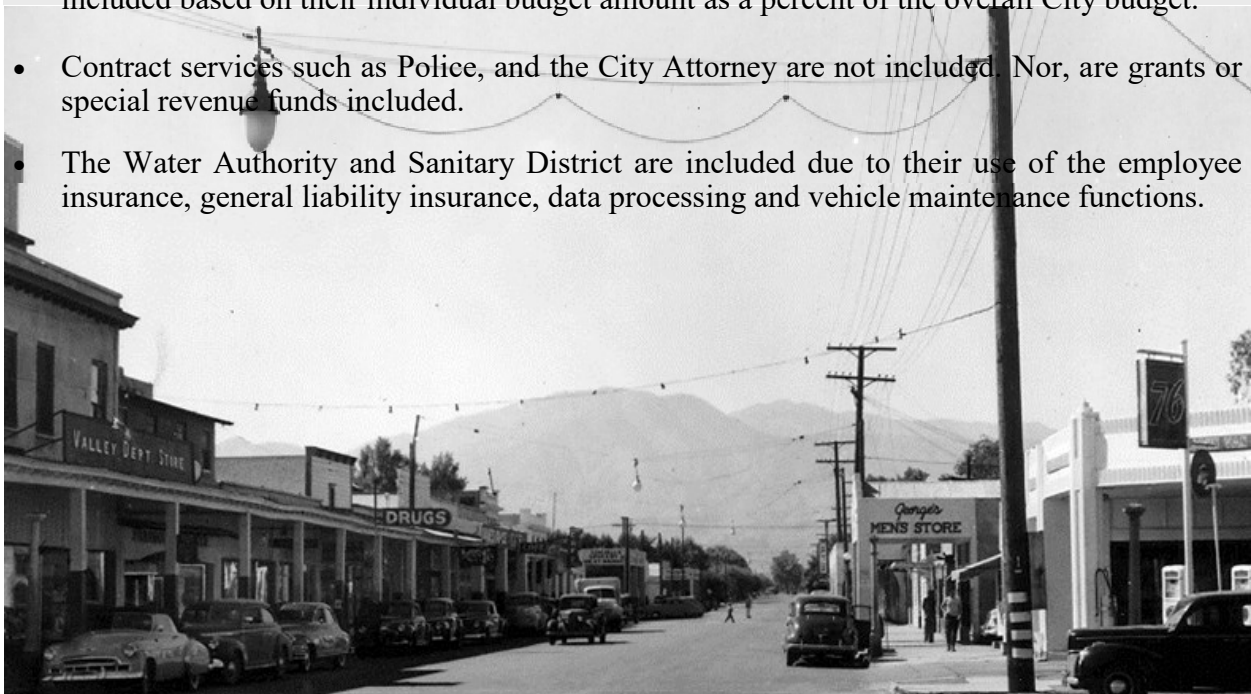 included based on their individual budget amount as a percent of the overall City budget.
• Contract services such as Police, and the City Attorney are not included. Nor, are grants or
special revenue funds included.
• The Water Authority and Sanitary District are included due to their use of the employee
insurance, general liability insurance, data processing and vehicle maintenance functions.
VALLEY DEPT STORE
DRUGS
George's
MEN'S STORE
76